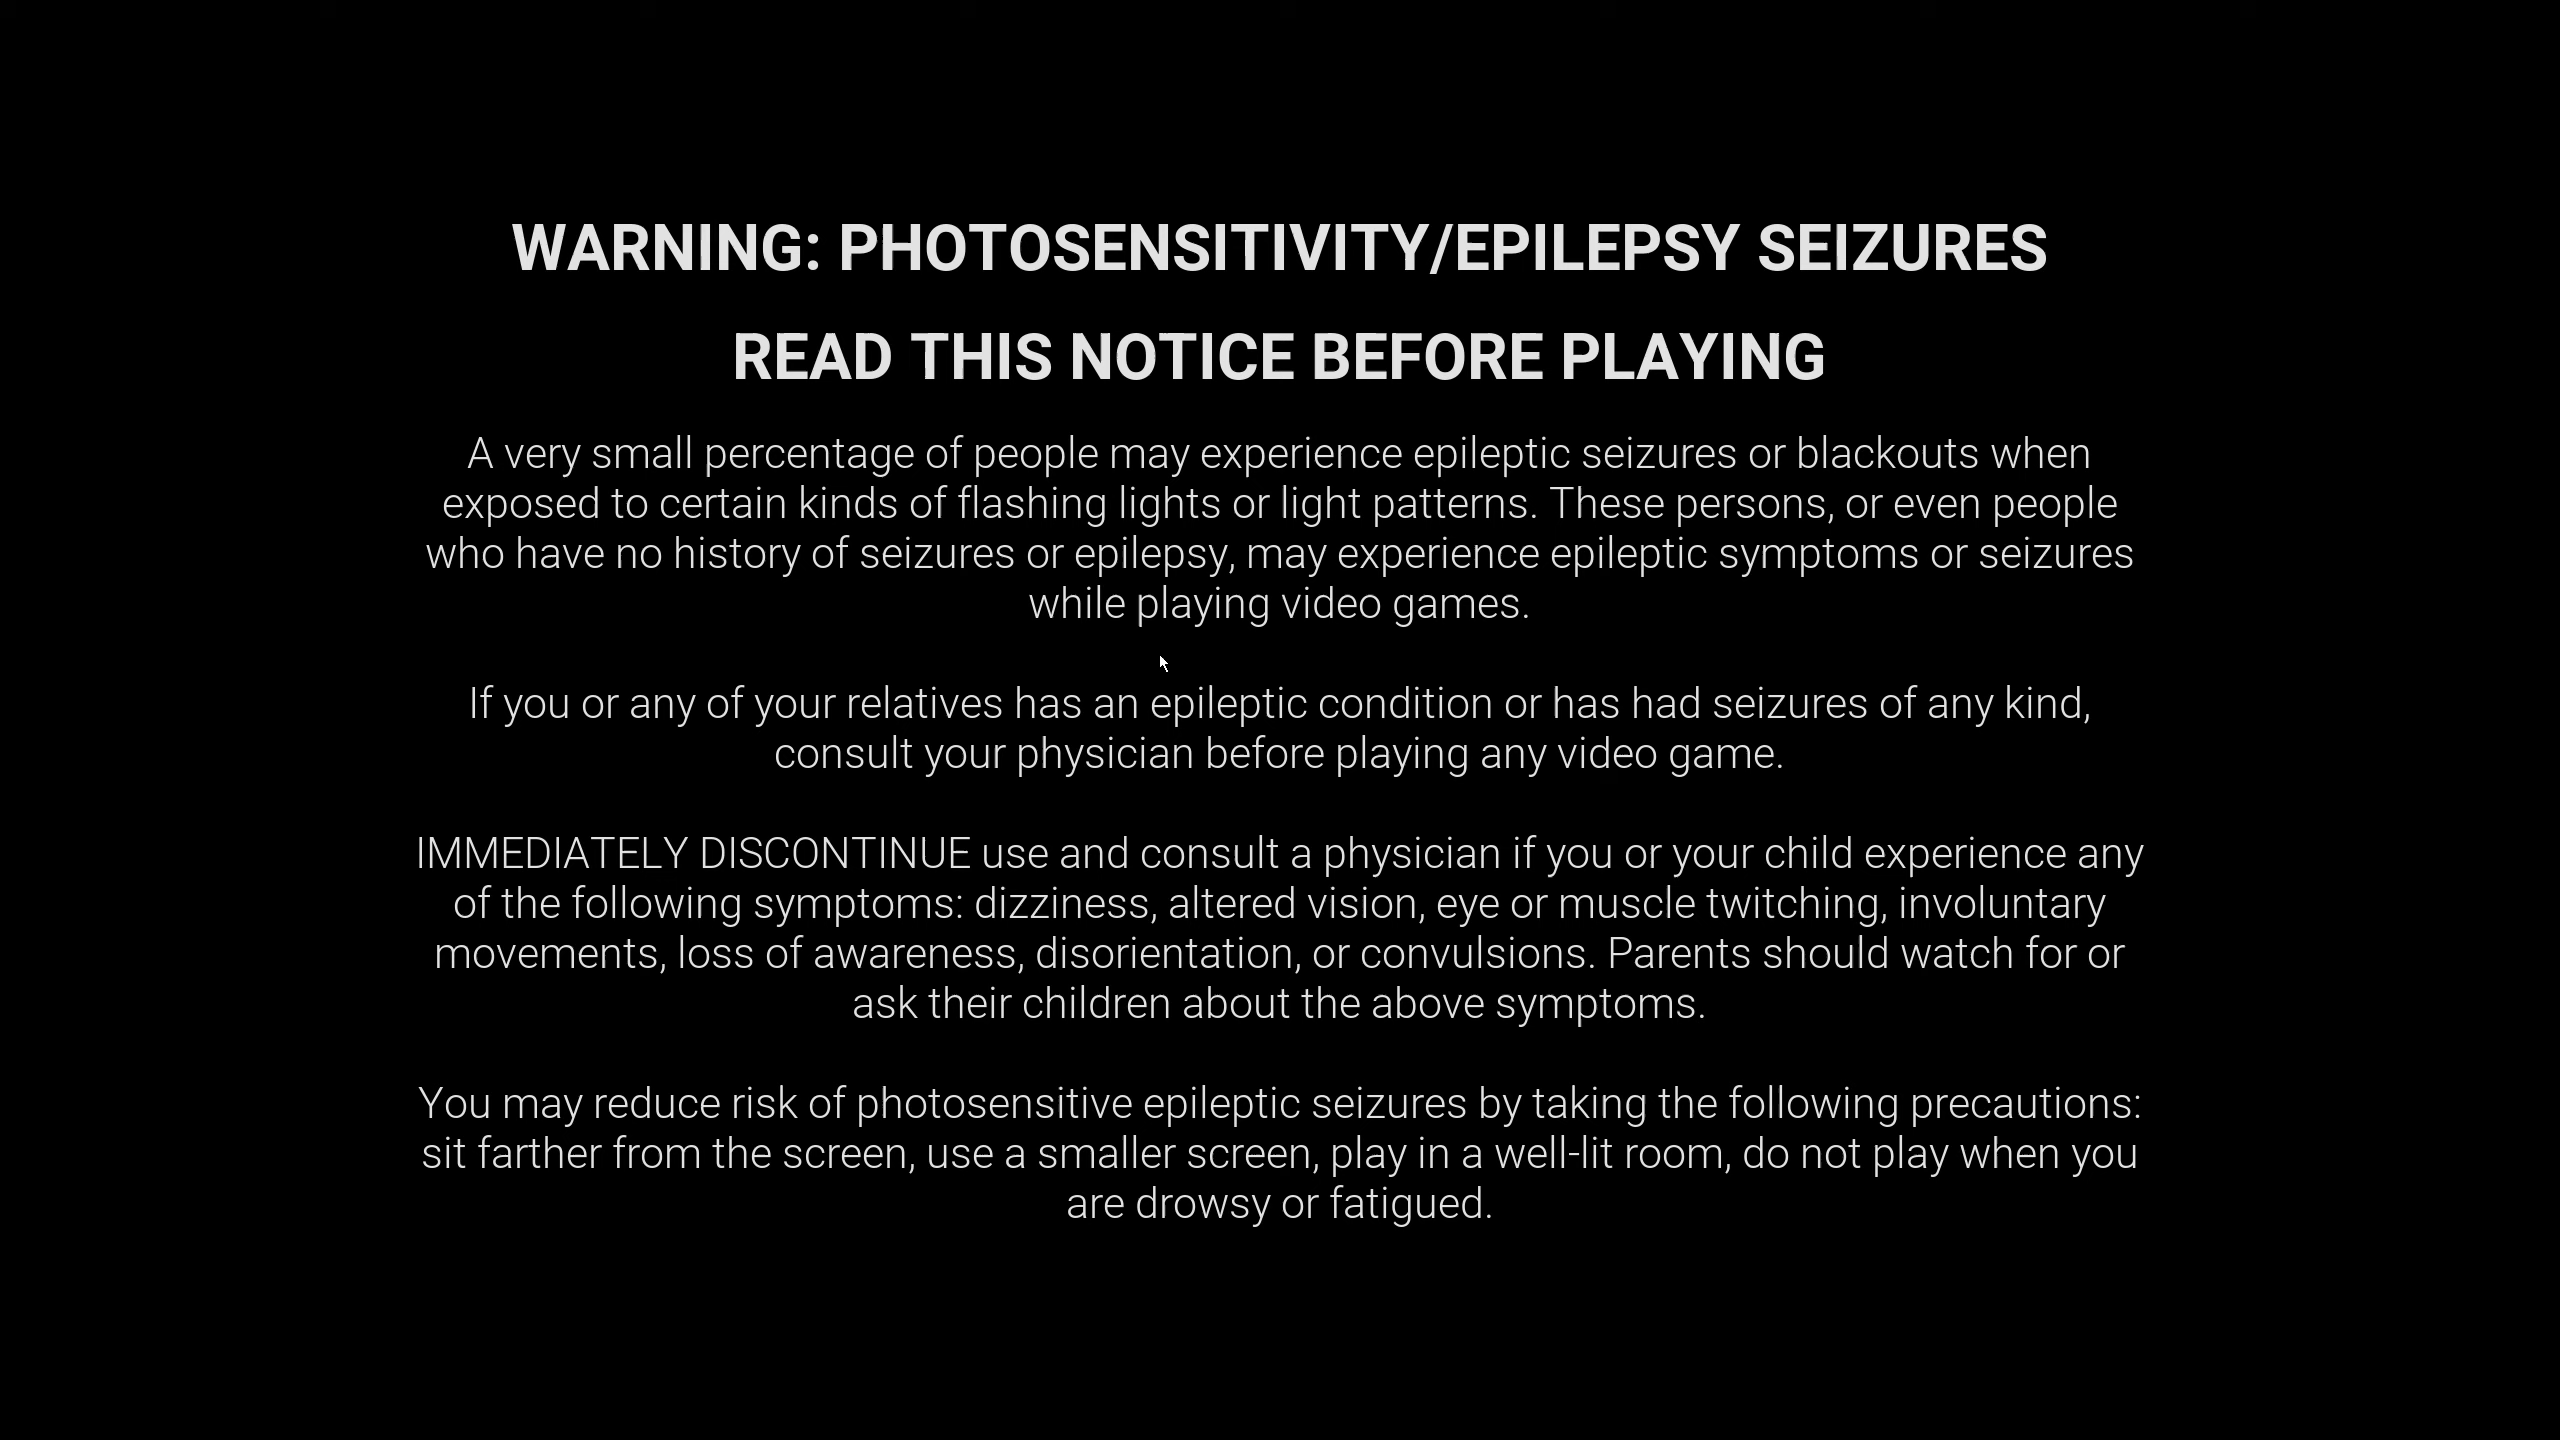 WARNING: PHOTOSENSITIVITY/EPILEPSY SEIZURES
READ THIS NOTICE BEFORE PLAYING
A very small percentage of people may experience epileptic seizures or blackouts when
exposed to certain kinds of flashing lights or light patterns. These persons, or even people
who have no history of seizures or epilepsy, may experience epileptic symptoms or seizures
while playing video games.
If you or any of your relatives has an epileptic condition or has had seizures of any kind,
consult your physician before playing any video game.
IMMEDIATELY DISCONTINUE use and consult a physician if you or your child experience any
of the following symptoms: dizziness, altered vision, eye or muscle twitching, involuntary
movements, loss of awareness, disorientation, or convulsions. Parents should watch for or
ask their children about the above symptoms.
You may reduce risk of photosensitive epileptic seizures by taking the following precautions:
sit farther from the screen, use a smaller screen, play in a well-lit room, do not play when you
are drowsy or fatigued.